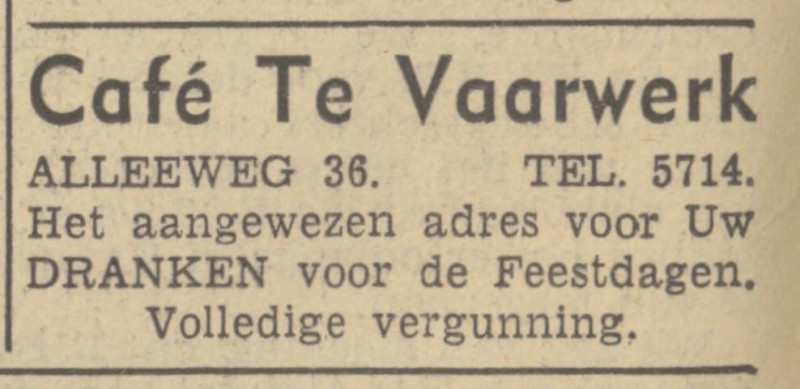 Café Te Vaarwerk
ALLEEWEG 36. TEL. 5714.
Het aangewezen adres voor Uw
DRANKEN voor de Feestdagen.
Volledige vergunning.